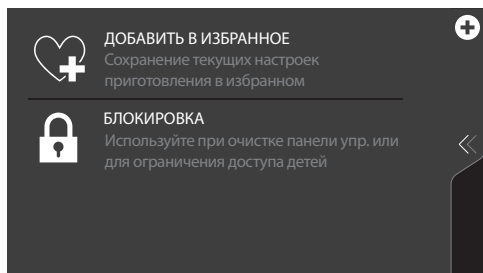 ДОБАВИТЬ В ИЗБРАННОЕ
Сохранение текущих настроек
приготовления в избранном
БЛОКИРОВКА
Используйте при очистке панели упр. или
для ограничения доступа детей